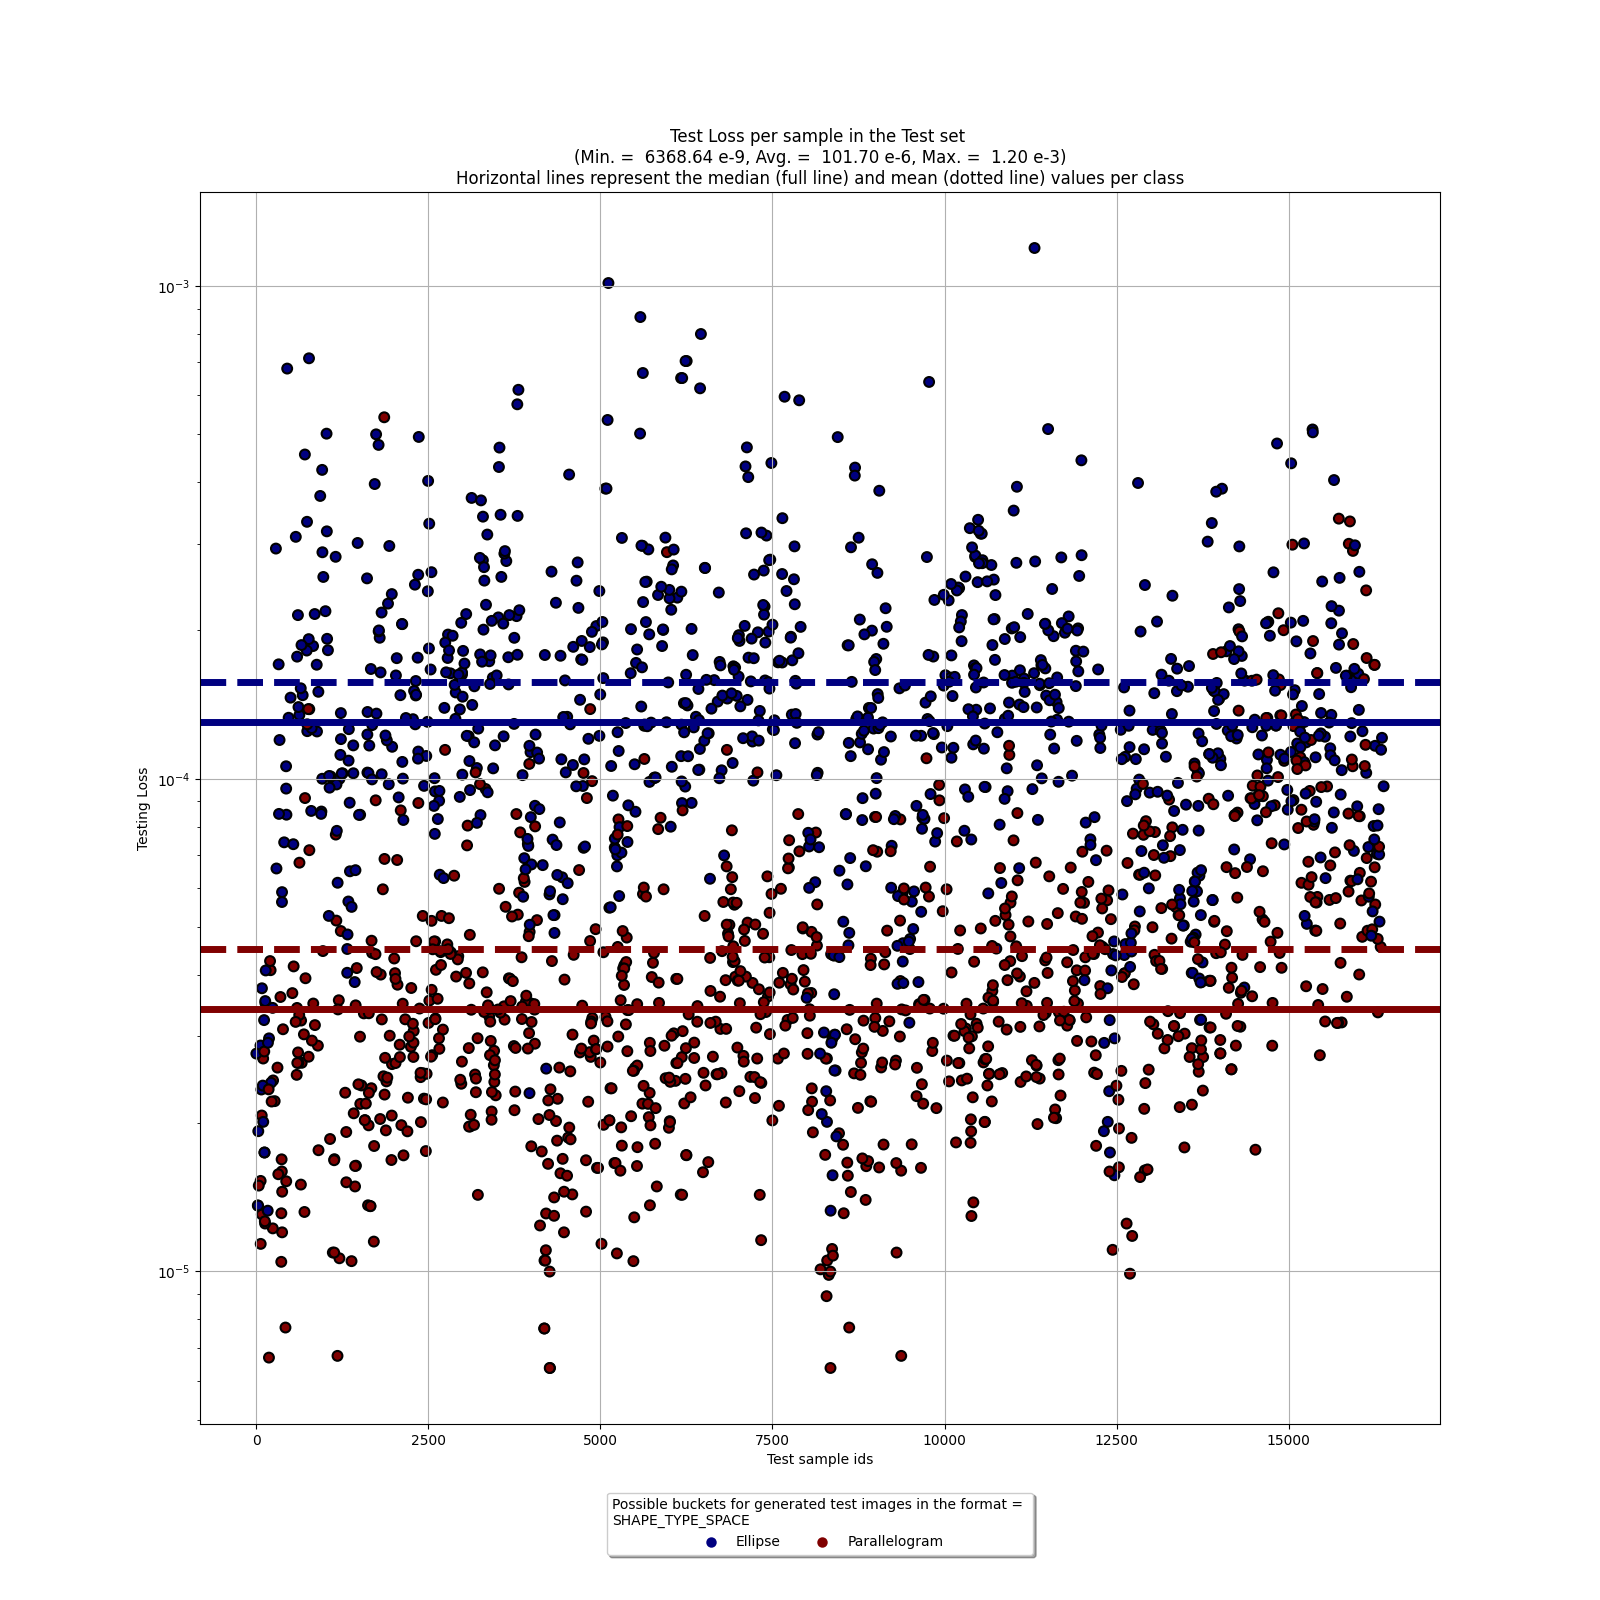 Test Loss per sample in the Test set
(Min. = 6368.64 e-9, Avg. = 101.70 e-6, Max. = 1.20 e-3)
Horizontal lines represent the median (full line) and mean (dotted line) values per class
Testing Loss
10⁻³
10⁻⁴
10⁻⁵
0 2500 5000 7500 10000 12500 15000
Test sample ids
Possible buckets for generated test images in the format =
SHAPE_TYPE_SPACE
Ellipse Parallelogram